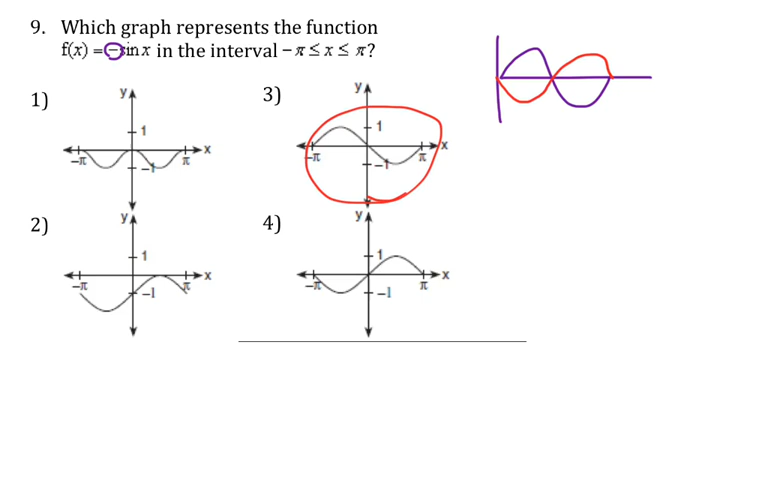 9. Which graph represents the function
f(x) = −sin x in the interval − π ≤ x ≤ π?
1)
y
1
x
−π
−1
π
3)
y
1
x
−π
−1
π
2)
y
1
x
−π
−1
π
4)
y
1
x
−π
−1
π